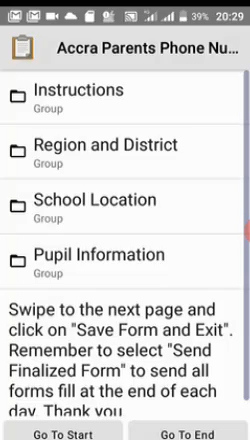 39% 20:29
Accra Parents Phone Nu...
Instructions
Group
Region and District
Group
School Location
Group
Pupil Information
Group
Swipe to the next page and
click on "Save Form and Exit".
Remember to select "Send
Finalized Form" to send all
forms fill at the end of each
day. Thank you
Go To Start Go To End